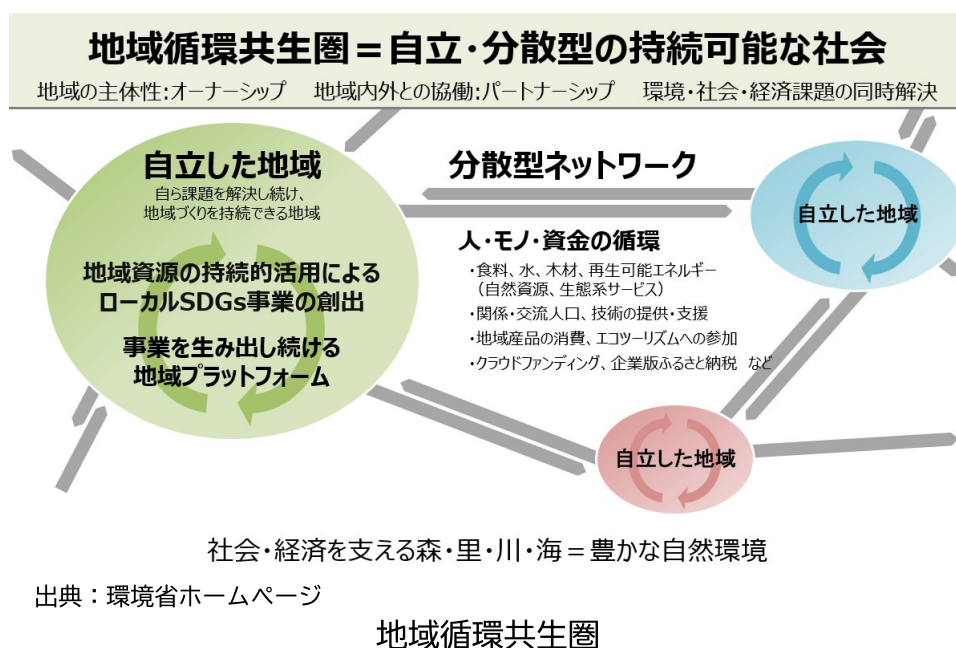 地域循環共生圏＝自立・分散型の持続可能な社会
地域の主体性:オーナーシップ　地域内外との協働:パートナーシップ　環境・社会・経済課題の同時解決
自立した地域
自ら課題を解決し続け、
地域づくりを持続できる地域
地域資源の持続的活用による
ローカルSDGs事業の創出
事業を生み出し続ける
地域プラットフォーム
分散型ネットワーク
人・モノ・資金の循環
・食料、水、木材、再生可能エネルギー
（自然資源、生態系サービス）
・関係・交流人口、技術の提供・支援
・地域産品の消費、エコツーリズムへの参加
・クラウドファンディング、企業版ふるさと納税　など
自立した地域
自立した地域
社会・経済を支える森・里・川・海＝豊かな自然環境
出典：環境省ホームページ
地域循環共生圏